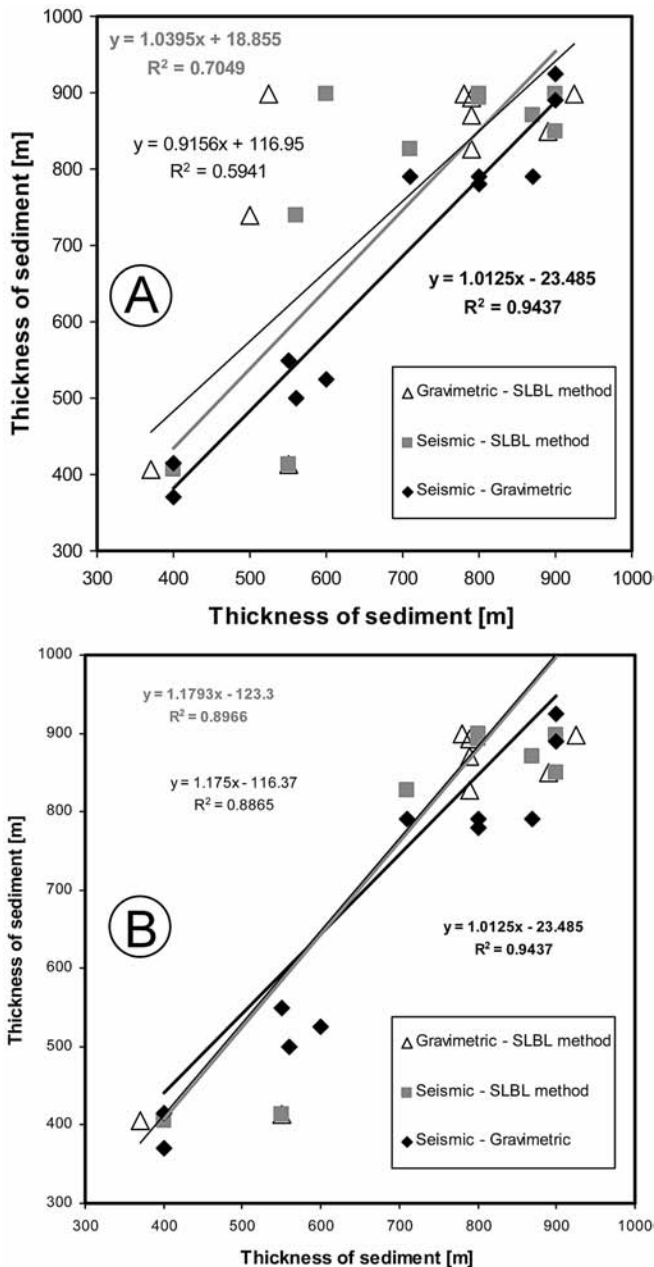 1000
900
800
700
600
500
400
300
Thickness of sediment [m]
y = 1.0395x + 18.855
R² = 0.7049
y = 0.9156x + 116.95
R² = 0.5941
A
y = 1.0125x - 23.485
R² = 0.9437
Gravimetric - SLBL method
Seismic - SLBL method
Seismic - Gravimetric
300 400 500 600 700 800 900 1000
Thickness of sediment [m]
1000
900
800
700
600
500
400
300
Thickness of sediment [m]
y = 1.1793x - 123.3
R² = 0.8966
y = 1.175x - 116.37
R² = 0.8865
B
y = 1.0125x - 23.485
R² = 0.9437
Gravimetric - SLBL method
Seismic - SLBL method
Seismic - Gravimetric
300 400 500 600 700 800 900 1000
Thickness of sediment [m]